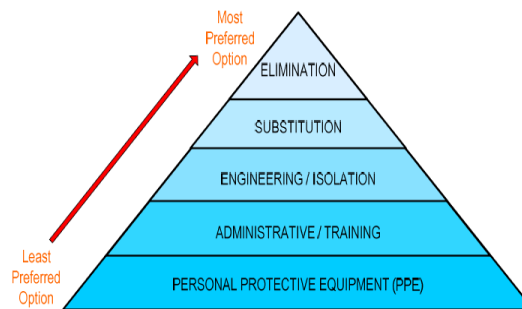 Most
Preferred
Option
ELIMINATION
SUBSTITUTION
ENGINEERING / ISOLATION
ADMINISTRATIVE / TRAINING
Least
Preferred
Option
PERSONAL PROTECTIVE EQUIPMENT (PPE)